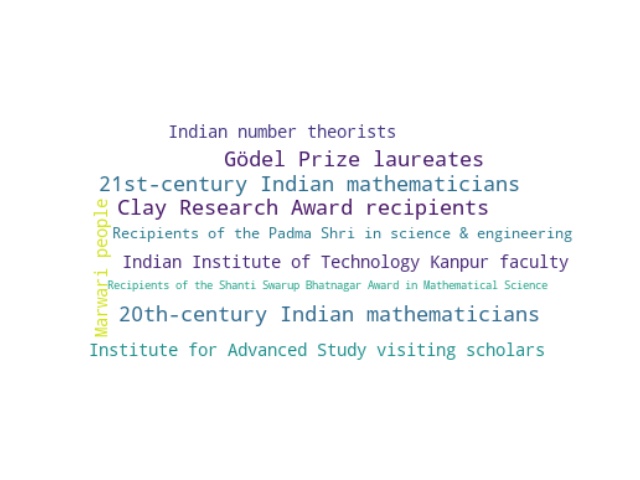 Indian number theorists
Gödel Prize laureates
21st-century Indian mathematicians
Clay Research Award recipients
Marwari people
Recipients of the Padma Shri in science & engineering
Indian Institute of Technology Kanpur faculty
Recipients of the Shanti Swarup Bhatnagar Award in Mathematical Science
20th-century Indian mathematicians
Institute for Advanced Study visiting scholars